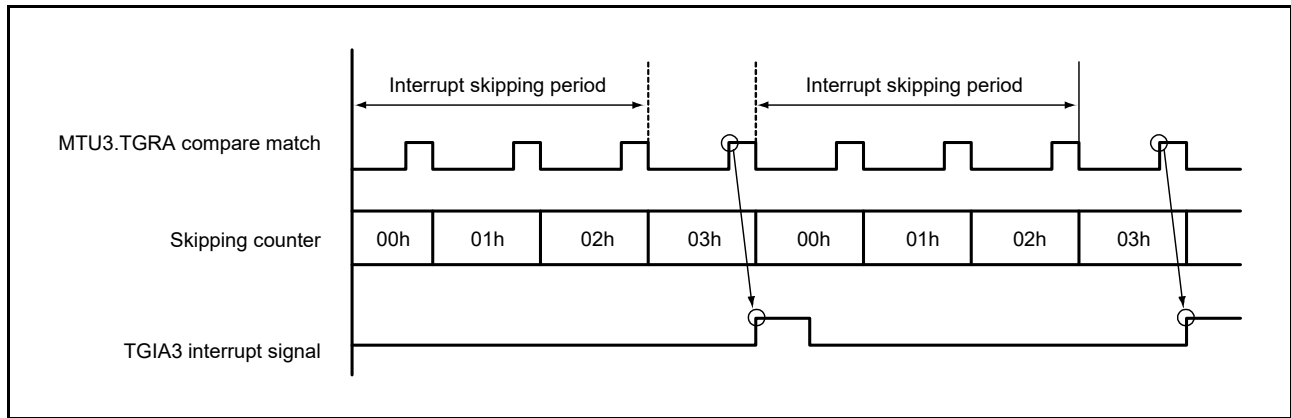 Interrupt skipping period Interrupt skipping period
MTU3.TGRA compare match
Skipping counter 00h 01h 02h 03h 00h 01h 02h 03h
TGIA3 interrupt signal